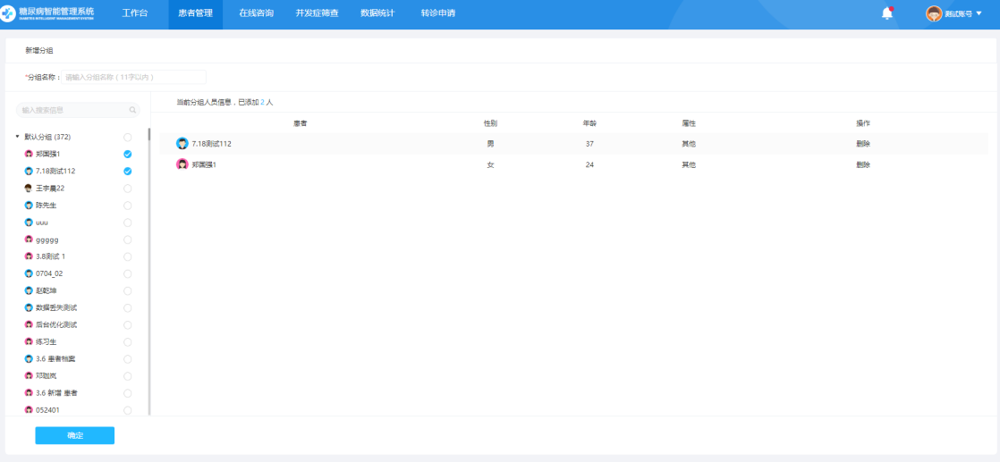 糖尿病智能管理系统
DIABETES INTELLIGENT MANAGEMENT SYSTEM
工作台
患者管理
在线咨询
并发症筛查
数据统计
转诊申请
测试账号
新增分组
*分组名称： 请输入分组名称（11字以内）
输入搜索信息
默认分组 (372)
郑国强1
7.18测试112
王宇晨22
陈先生
uuu
ggggg
3.8测试 1
0704_02
赵乾坤
数据丢失测试
后台优化测试
练习生
3.6 患者档案
邓珈岚
3.6 新增 患者
052401
当前分组人员信息，已添加 2 人
患者 性别 年龄 属性 操作
7.18测试112 男 37 其他 删除
郑国强1 女 24 其他 删除
确定